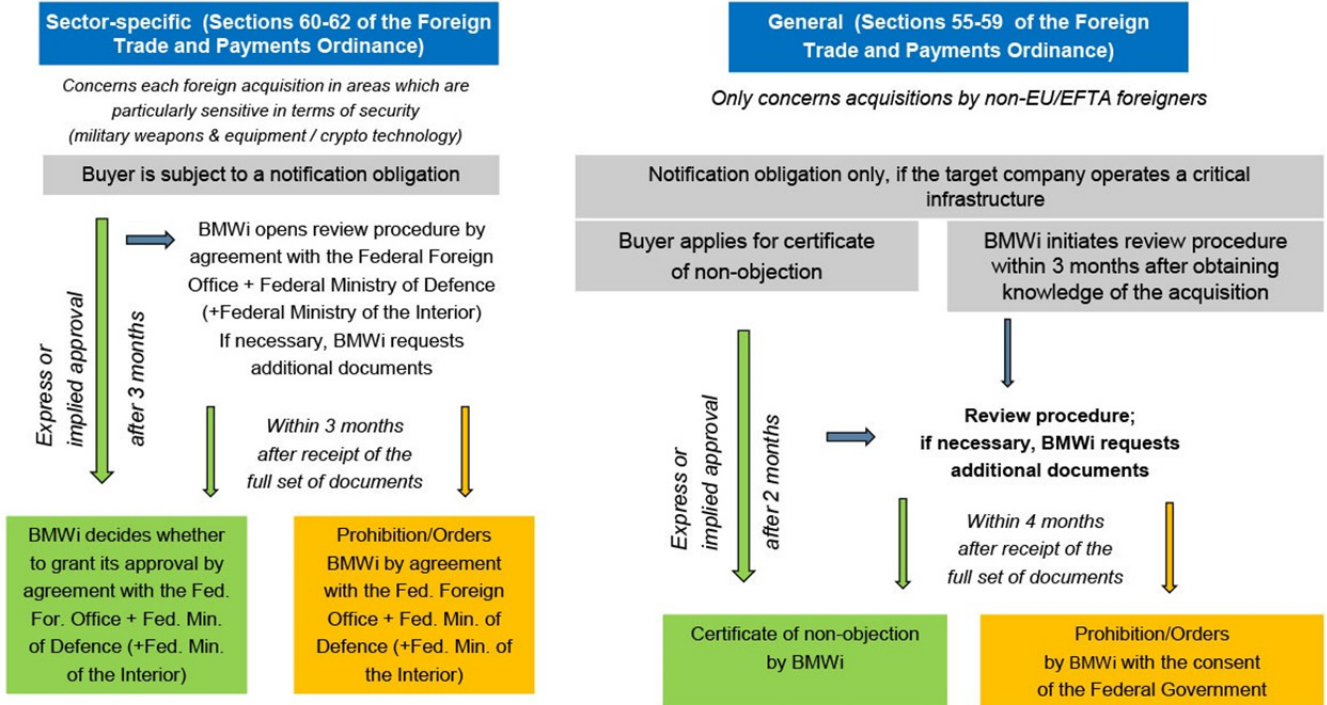 Sector-specific (Sections 60-62 of the Foreign
Trade and Payments Ordinance)
Concerns each foreign acquisition in areas which are
particularly sensitive in terms of security
(military weapons & equipment / crypto technology)
Buyer is subject to a notification obligation
Express or
implied approval
after 3 months
BMWi opens review procedure by
agreement with the Federal Foreign
Office + Federal Ministry of Defence
(+Federal Ministry of the Interior)
If necessary, BMWi requests
additional documents
Within 3 months
after receipt of the
full set of documents
BMWi decides whether
to grant its approval by
agreement with the Fed.
For. Office + Fed. Min.
of Defence (+Fed. Min.
of the Interior)
Prohibition/Orders
BMWi by agreement
with the Fed. Foreign
Office + Fed. Min. of
Defence (+Fed. Min. of
the Interior)
General (Sections 55-59 of the Foreign
Trade and Payments Ordinance)
Only concerns acquisitions by non-EU/EFTA foreigners
Notification obligation only, if the target company operates a critical
infrastructure
Buyer applies for certificate
of non-objection
BMWi initiates review procedure
within 3 months after obtaining
knowledge of the acquisition
Express or
implied approval
after 2 months
Review procedure;
if necessary, BMWi requests
additional documents
Within 4 months
after receipt of the
full set of documents
Certificate of non-objection
by BMWi
Prohibition/Orders
by BMWi with the consent
of the Federal Government